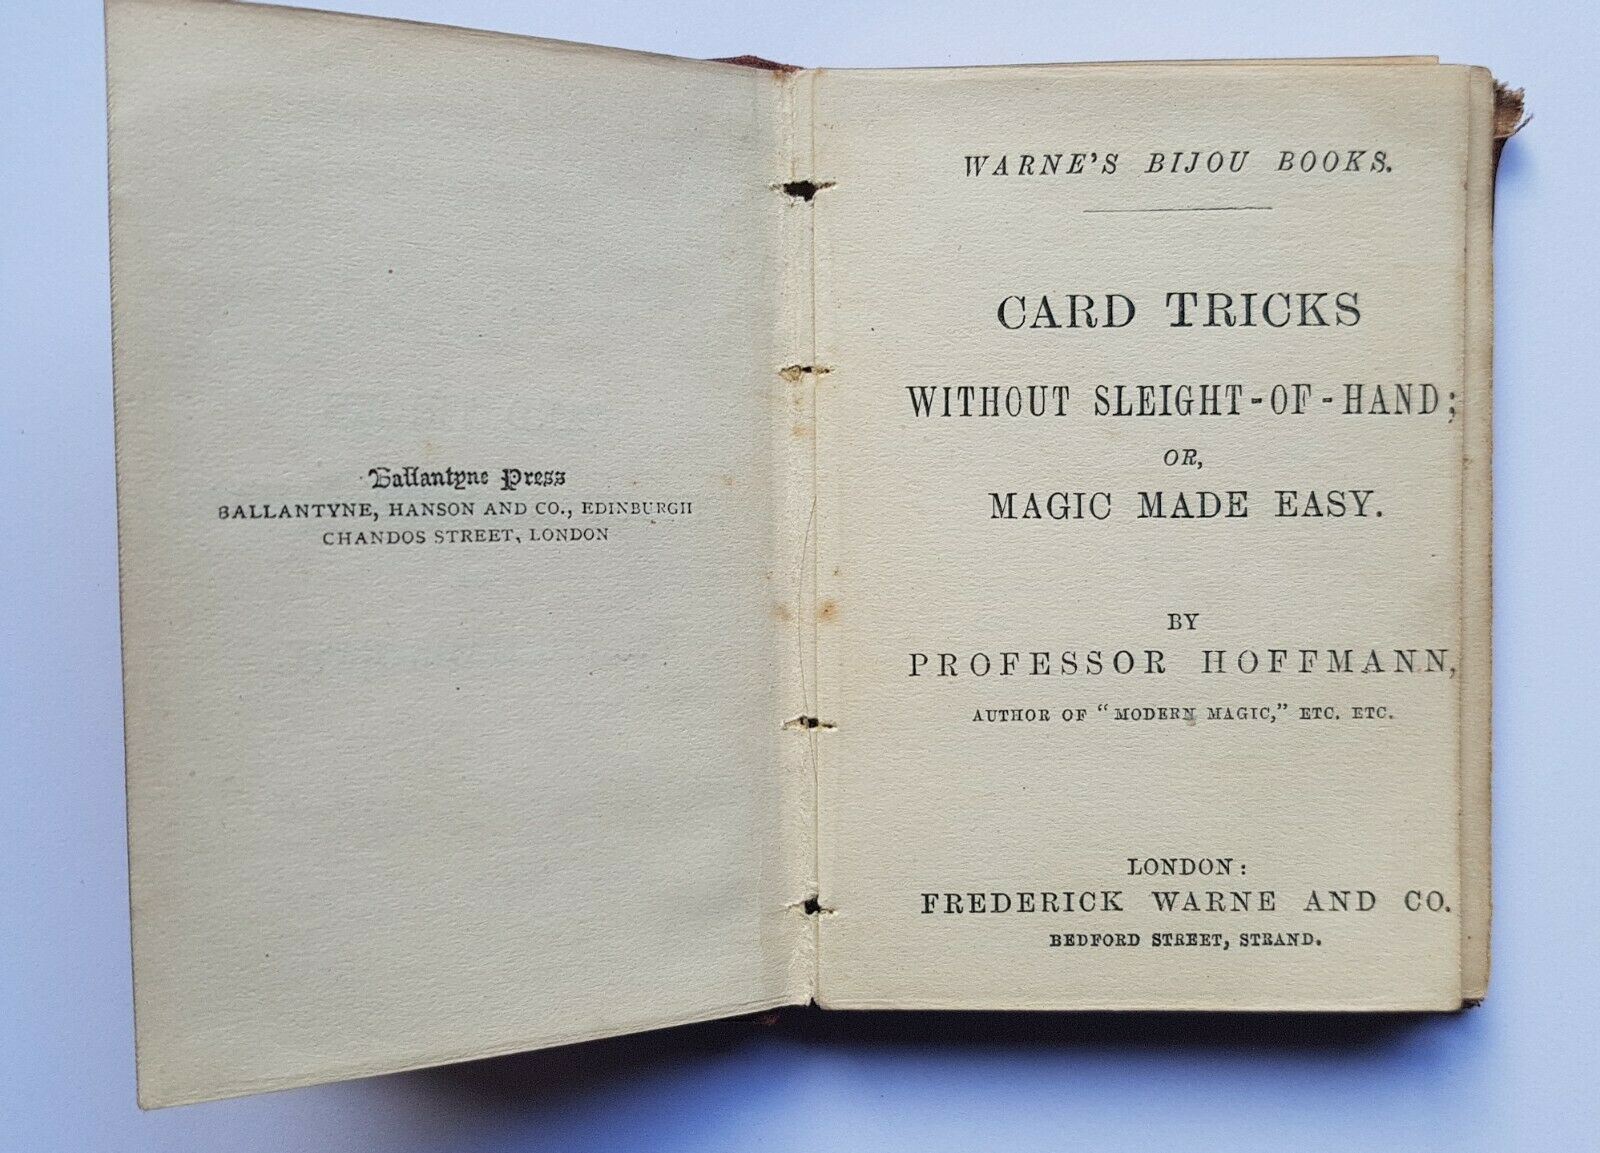 Ballantyne Press
BALLANTYNE, HANSON AND CO., EDINBURGH
CHANDOS STREET, LONDON
WARNE'S BIJOU BOOKS.
CARD TRICKS
WITHOUT SLEIGHT-OF-HAND;
OR,
MAGIC MADE EASY.
BY
PROFESSOR HOFFMANN,
AUTHOR OF "MODERN MAGIC," ETC. ETC.
LONDON:
FREDERICK WARNE AND CO.
BEDFORD STREET, STRAND.